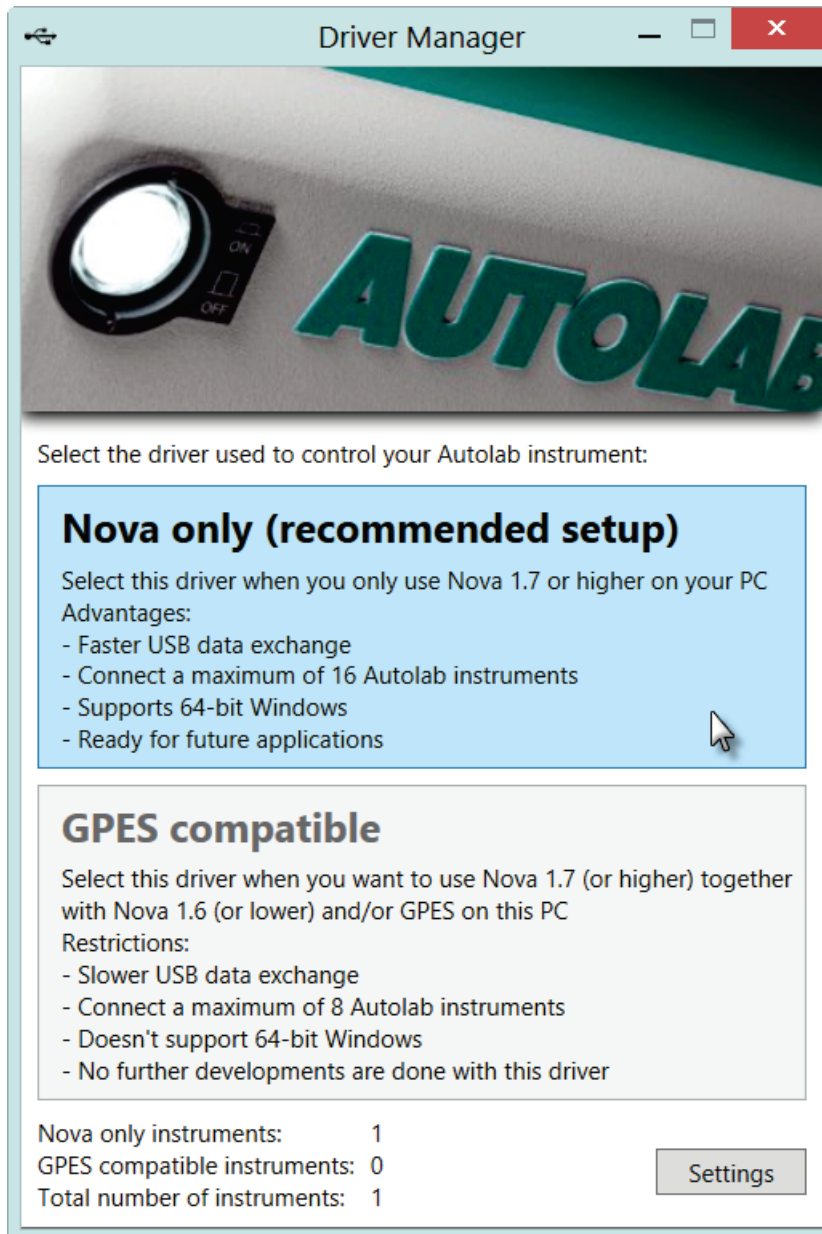 Driver Manager
ON
OFF
AUTOLAB
Select the driver used to control your Autolab instrument:
Nova only (recommended setup)
Select this driver when you only use Nova 1.7 or higher on your PC
Advantages:
- Faster USB data exchange
- Connect a maximum of 16 Autolab instruments
- Supports 64-bit Windows
- Ready for future applications
GPES compatible
Select this driver when you want to use Nova 1.7 (or higher) together
with Nova 1.6 (or lower) and/or GPES on this PC
Restrictions:
- Slower USB data exchange
- Connect a maximum of 8 Autolab instruments
- Doesn't support 64-bit Windows
- No further developments are done with this driver
Nova only instruments: 1
GPES compatible instruments: 0
Total number of instruments: 1
Settings